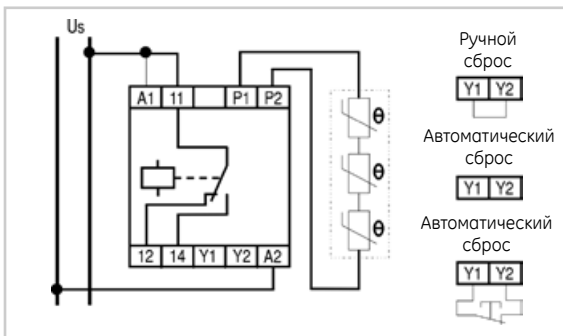 Us
A1 11 P1 P2
θ
θ
θ
12 14 Y1 Y2 A2
Ручной
сброс
Y1 Y2
Автоматический
сброс
Y1 Y2
Автоматический
сброс
Y1 Y2